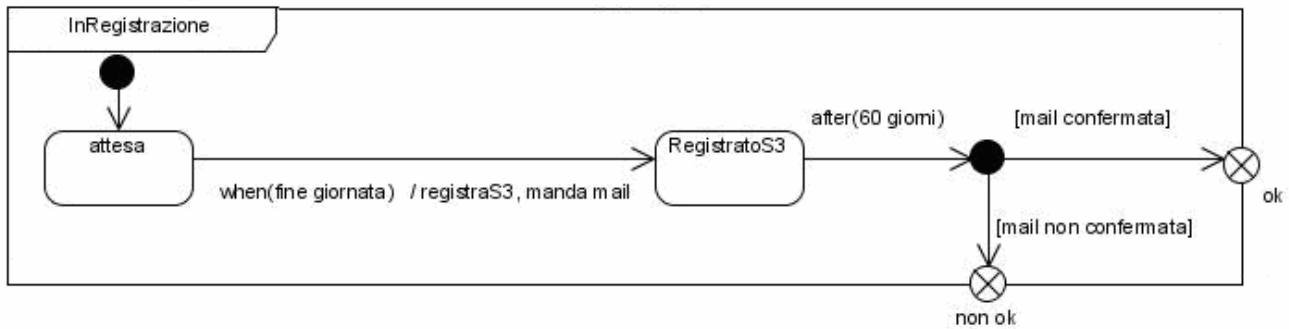 InRegistrazione
attesa
when(fine giornata) / registraS3, manda mail
RegistratoS3
after(60 giorni)
[mail confermata]
ok
[mail non confermata]
non ok